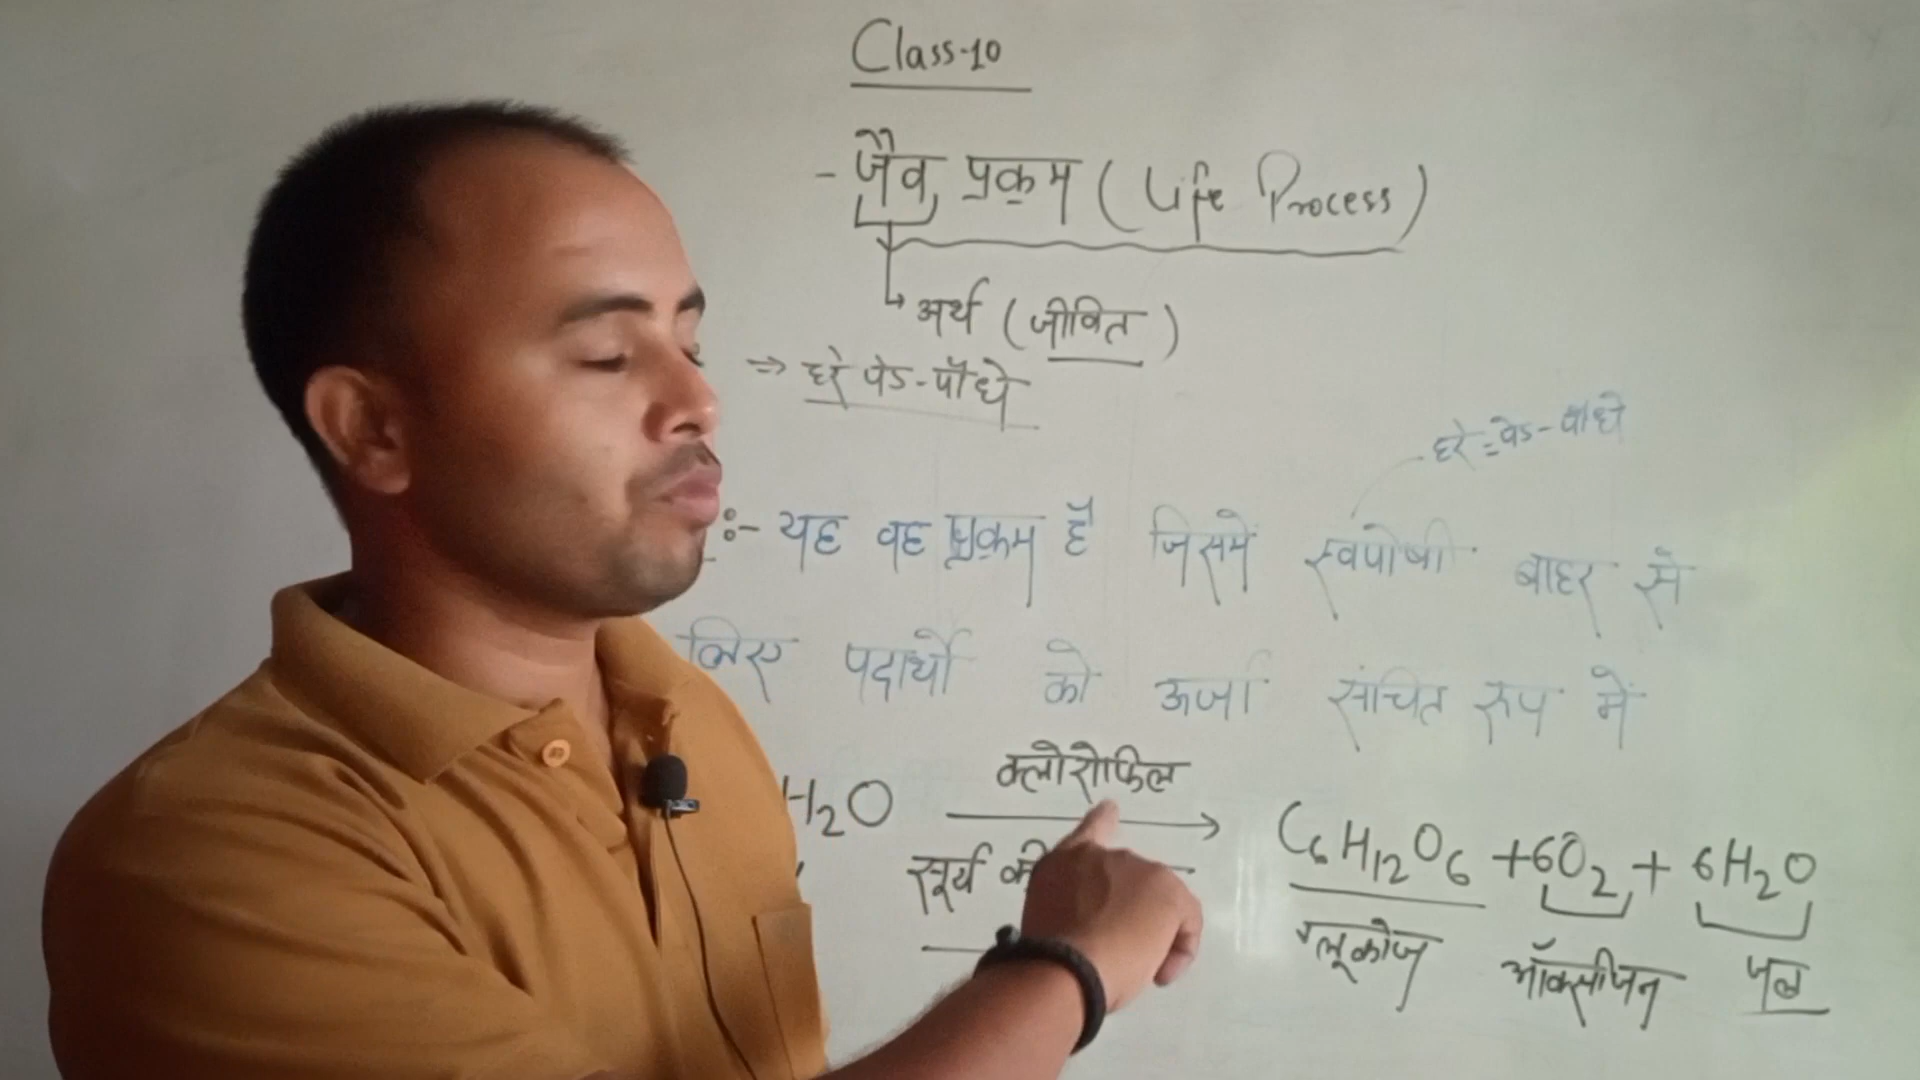 Class-10
- जैव प्रक्रम (Life Process)
अर्थ (जीवित)
⇒ हरे पेड-पौधे
हरे-पेड-पौधे
:- यह वह प्रक्रम है जिसमें स्वपोषी बाहर से
लिए पदार्थो को ऊर्जा संचित रूप में
क्लोरोफिल
H2O → C6H12O6 + 6O2 + 6H2O
सूर्य की
ग्लूकोज ऑक्सीजन जल